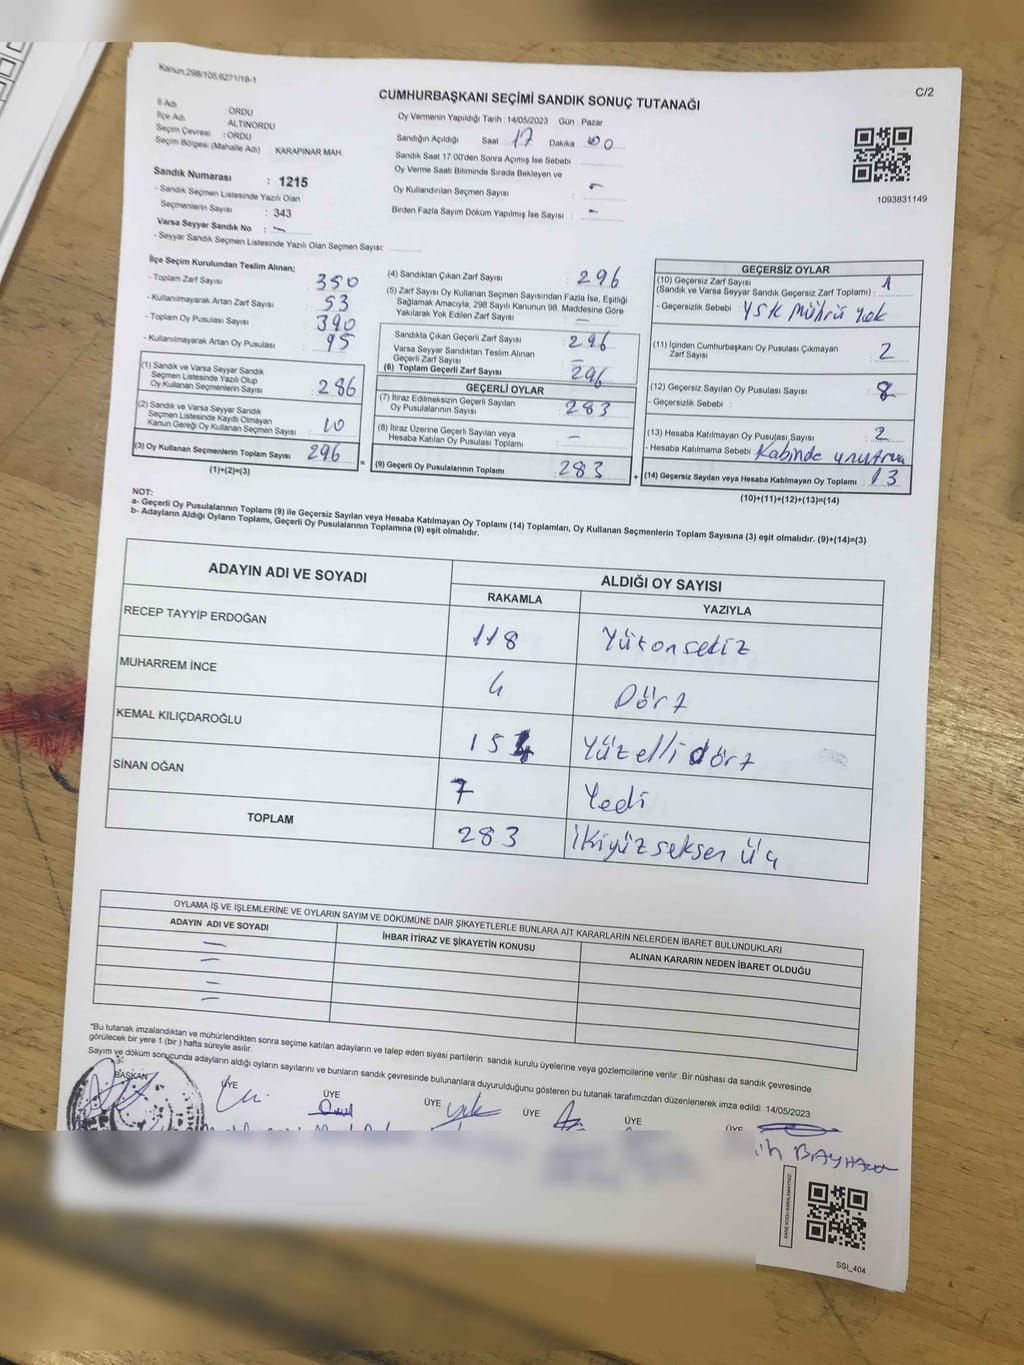 Kanun;298/105,6271/18-1
C/2
CUMHURBAŞKANI SEÇİMİ SANDIK SONUÇ TUTANAĞI
İl Adı : ORDU
İlçe Adı : ALTINORDU
Seçim Çevresi : ORDU
Seçim Bölgesi (Mahalle Adı) : KARAPINAR MAH.
Oy Vermenin Yapıldığı Tarih : 14/05/2023 Gün : Pazar
Sandığın Açıldığı Saat 17 Dakika 00
Sandık Saat 17:00'den Sonra Açımış İse Sebebi :
Oy Verme Saati Bitiminde Sırada Bekleyen ve
Oy Kullandırılan Seçmen Sayısı : -
Birden Fazla Sayım Döküm Yapılmış İse Sayısı : -
1093831149
Sandık Numarası : 1215
- Sandık Seçmen Listesinde Yazılı Olan
Seçmenlerin Sayısı : 343
Varsa Seyyar Sandık No : -
- Seyyar Sandık Seçmen Listesinde Yazılı Olan Seçmen Sayısı:
İlçe Seçim Kurulundan Teslim Alınan;
- Toplam Zarf Sayısı : 350
- Kullanılmayarak Artan Zarf Sayısı : 53
- Toplam Oy Pusulası Sayısı : 390
- Kullanılmayarak Artan Oy Pusulası : 95
(1) Sandık ve Varsa Seyyar Sandık
Seçmen Listesinde Yazılı Olup
Oy Kullanan Seçmenlerin Sayısı : 286
(2) Sandık ve Varsa Seyyar Sandık
Seçmen Listesinde Kayıtlı Olmayan
Kanun Gereği Oy Kullanan Seçmen Sayısı : 10
(3) Oy Kullanan Seçmenlerin Toplam Sayısı 296
(1)+(2)=(3)
(4) Sandıktan Çıkan Zarf Sayısı : 296
(5) Zarf Sayısı Oy Kullanan Seçmen Sayısından Fazla İse, Eşitliği
Sağlamak Amacıyla, 298 Sayılı Kanunun 98. Maddesine Göre
Yakılarak Yok Edilen Zarf Sayısı : -
Sandıkta Çıkan Geçerli Zarf Sayısı : 296
Varsa Seyyar Sandıktan Teslim Alınan
Geçerli Zarf Sayısı : -
(6) Toplam Geçerli Zarf Sayısı : 296
GEÇERLİ OYLAR
(7) İtiraz Edilmeksizin Geçerli Sayılan
Oy Pusulalarının Sayısı : 283
(8) İtiraz Üzerine Geçerli Sayılan veya
Hesaba Katılan Oy Pusulası Toplamı : -
(9) Geçerli Oy Pusulalarının Toplamı : 283
GEÇERSİZ OYLAR
(10) Geçersiz Zarf Sayısı
(Sandık ve Varsa Seyyar Sandık Geçersiz Zarf Toplamı) : 1
- Geçersizlik Sebebi : YSK Mührü Yok
(11) İçinden Cumhurbaşkanı Oy Pusulası Çıkmayan
Zarf Sayısı : 2
(12) Geçersiz Sayılan Oy Pusulası Sayısı : 8
- Geçersizlik Sebebi :
(13) Hesaba Katılmayan Oy Pusulası Sayısı : 2
- Hesaba Katılmama Sebebi : Kabinde
(14) Geçersiz Sayılan veya Hesaba Katılmayan Oy Toplamı : 13
(10)+(11)+(12)+(13)=(14)
NOT:
a- Geçerli Oy Pusulalarının Toplamı (9) ile Geçersiz Sayılan veya Hesaba Katılmayan Oy Toplamı (14) Toplamları, Oy Kullanan Seçmenlerin Toplam Sayısına (3) eşit olmalıdır. (9)+(14)=(3)
b- Adayların Aldığı Oyların Toplamı, Geçerli Oy Pusulalarının Toplamına (9) eşit olmalıdır.
ADAYIN ADI VE SOYADI ALDIĞI OY SAYISI
RAKAMLA YAZIYLA
RECEP TAYYİP ERDOĞAN 118 Yüzonsekiz
MUHARREM İNCE 4 Dört
KEMAL KILIÇDAROĞLU 154 Yüzellidört
SİNAN OĞAN 7 Yedi
TOPLAM 283 İkiyüzseksen üç
OYLAMA İŞ VE İŞLEMLERİNE VE OYLARIN SAYIM VE DÖKÜMÜNE DAİR ŞİKAYETLERLE BUNLARA AİT KARARLARIN NELERDEN İBARET BULUNDUKLARI
ADAYIN ADI VE SOYADI İHBAR İTİRAZ VE ŞİKAYETİN KONUSU ALINAN KARARIN NEDEN İBARET OLDUĞU
*Bu tutanak imzalandıktan ve mühürlendikten sonra seçime katılan adayların ve talep eden siyasi partilerin sandık kurulu üyelerine veya gözlemcilerine verilir .Bir nüshası da sandık çevresinde
görülecek bir yere 1 (bir ) hafta süreyle asılır.
Sayım ve döküm sonucunda adayların aldığı oyların sayılarını ve bunların sandık çevresinde bulunanlara duyurulduğunu gösteren bu tutanak tarafımızdan düzenlenerek imza edildi. 14/05/2023
BAŞKAN ÜYE ÜYE ÜYE ÜYE ÜYE ÜYE
KARE KODU KARALAMAYINIZ!
SSI_404